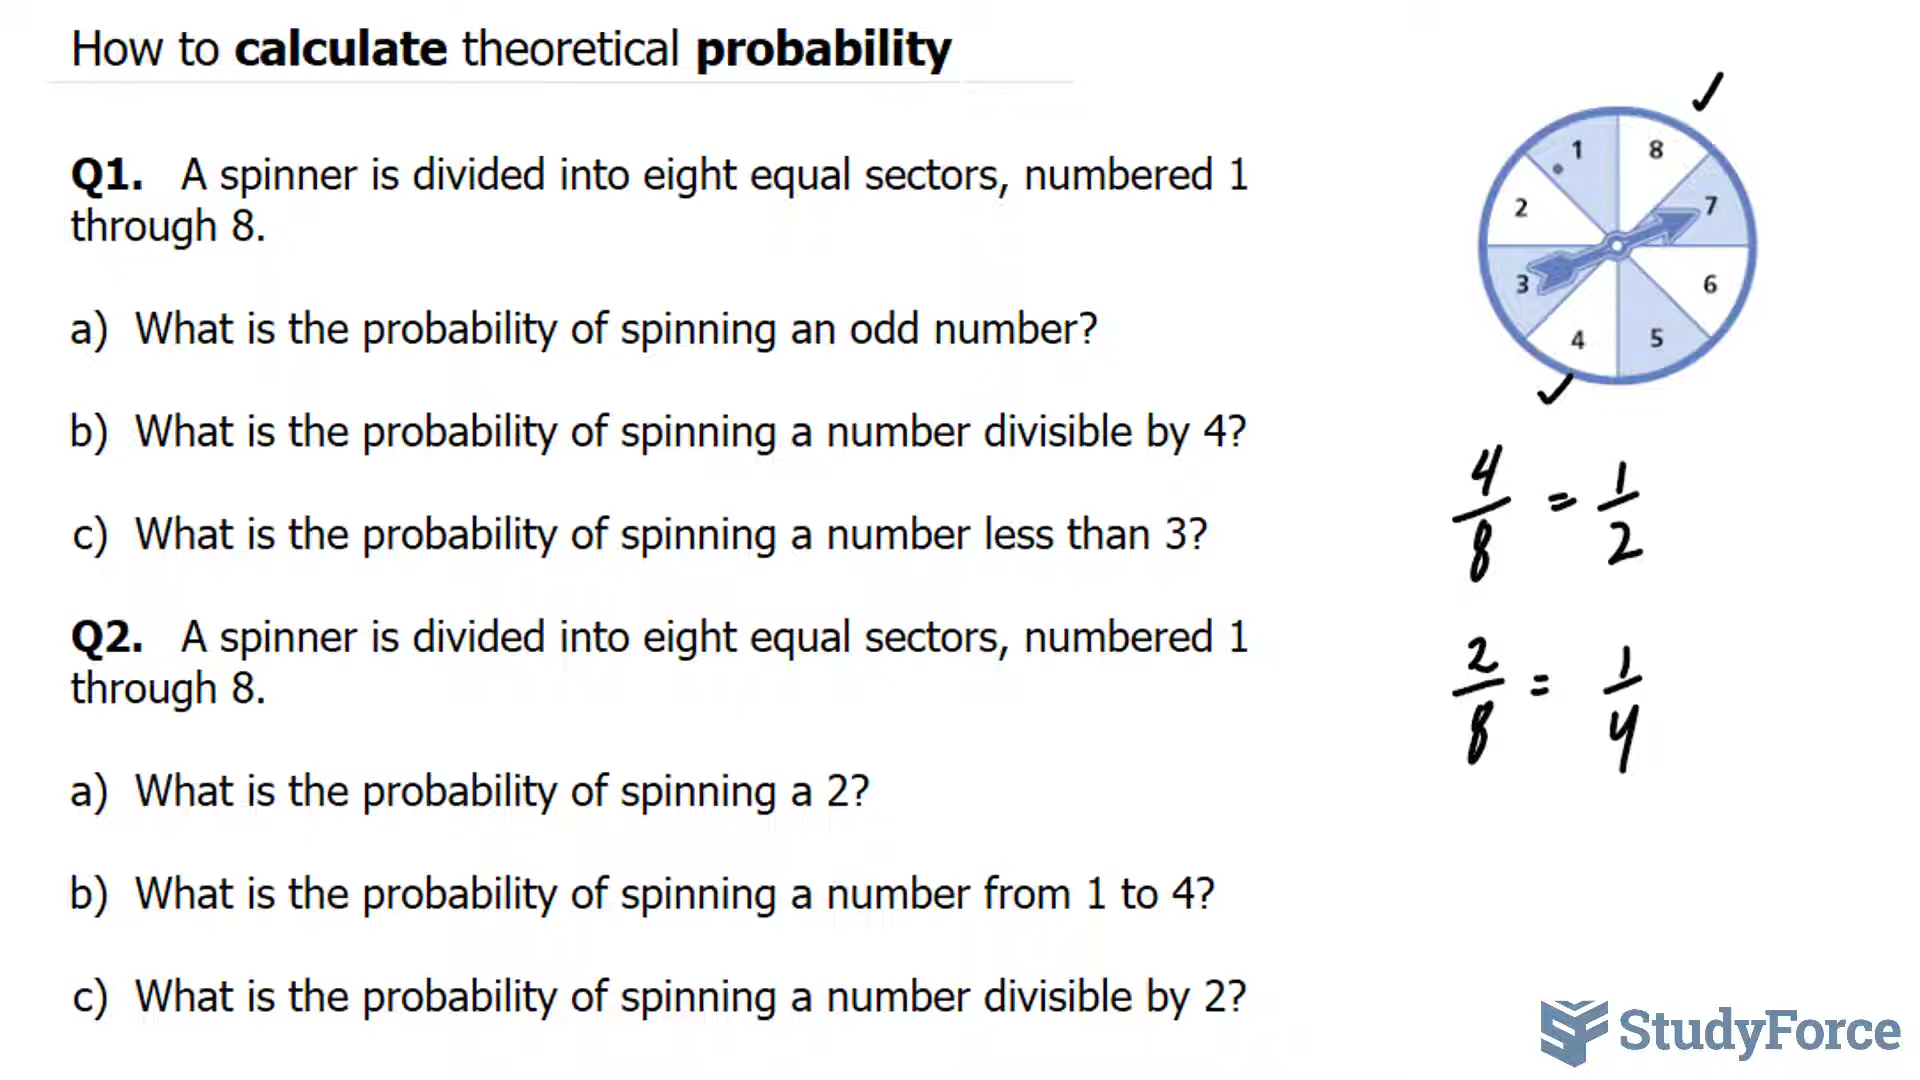 How to calculate theoretical probability
Q1. A spinner is divided into eight equal sectors, numbered 1
through 8.
a) What is the probability of spinning an odd number?
b) What is the probability of spinning a number divisible by 4?
c) What is the probability of spinning a number less than 3?
Q2. A spinner is divided into eight equal sectors, numbered 1
through 8.
a) What is the probability of spinning a 2?
b) What is the probability of spinning a number from 1 to 4?
c) What is the probability of spinning a number divisible by 2?
1 8
2 7
3 6
4 5
4/8 = 1/2
2/8 = 1/4
StudyForce